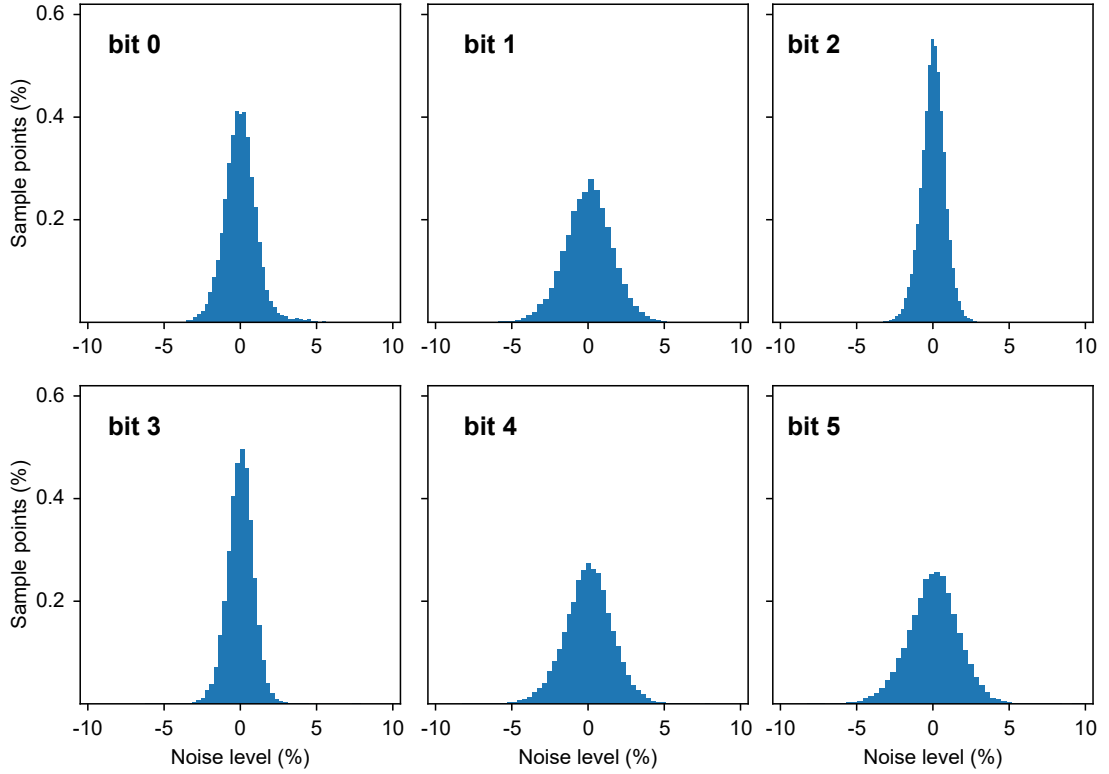 0.6
0.4
0.2
Sample points (%)
bit 0
-10 -5 0 5 10
bit 1
-10 -5 0 5 10
bit 2
-10 -5 0 5 10
0.6
0.4
0.2
Sample points (%)
bit 3
-10 -5 0 5 10
Noise level (%)
bit 4
-10 -5 0 5 10
Noise level (%)
bit 5
-10 -5 0 5 10
Noise level (%)